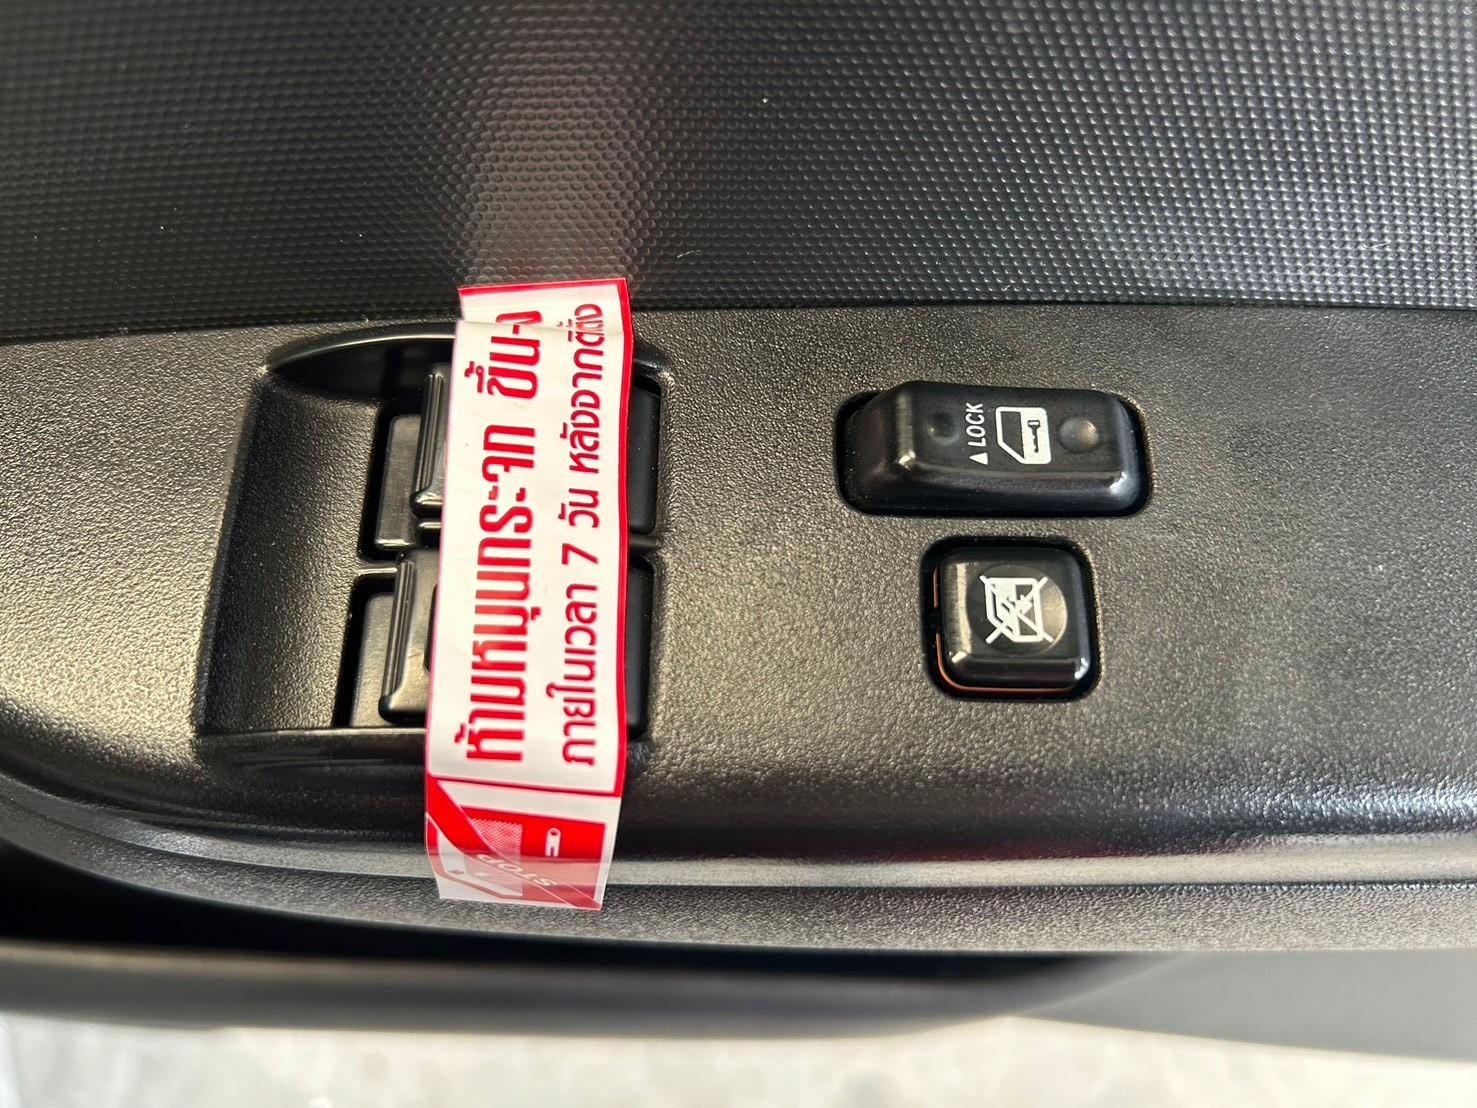 ห้ามหมุนกระจก ขึ้น-ล
ภายในเวลา 7 วัน หลังจากติดตั้ง
STOP
▲ LOCK